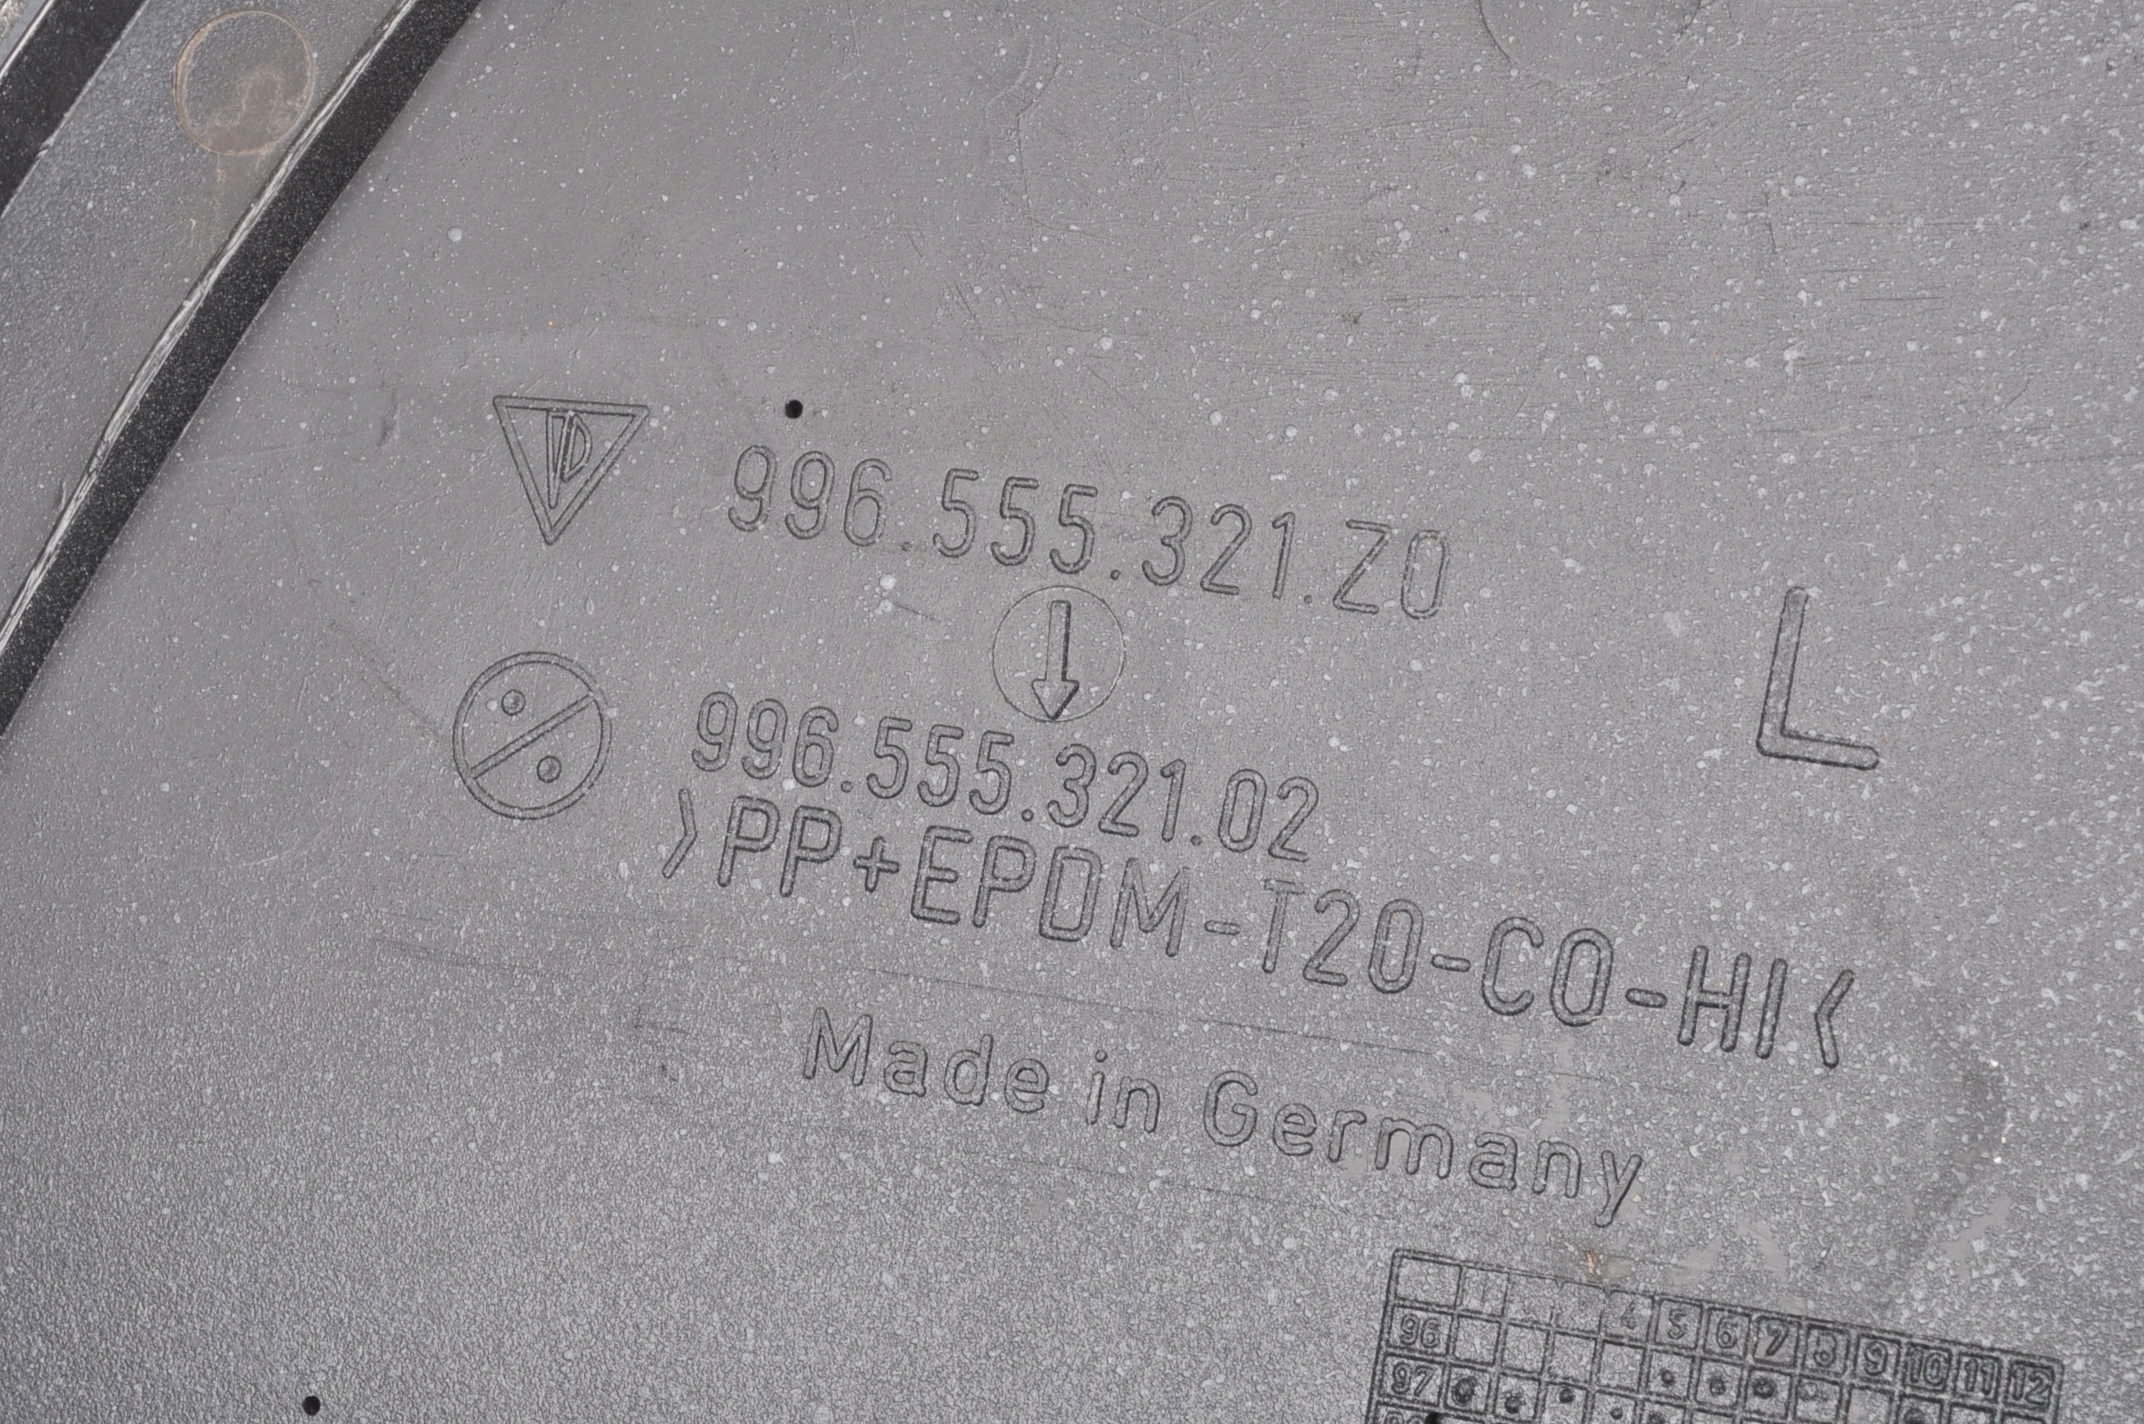 996.555.321.Z0
L
996.555.321.02
>PP+EPDM-T20-CO-HI<
Made in Germany
4 5 6 7 8 9 10 11 12
96
97